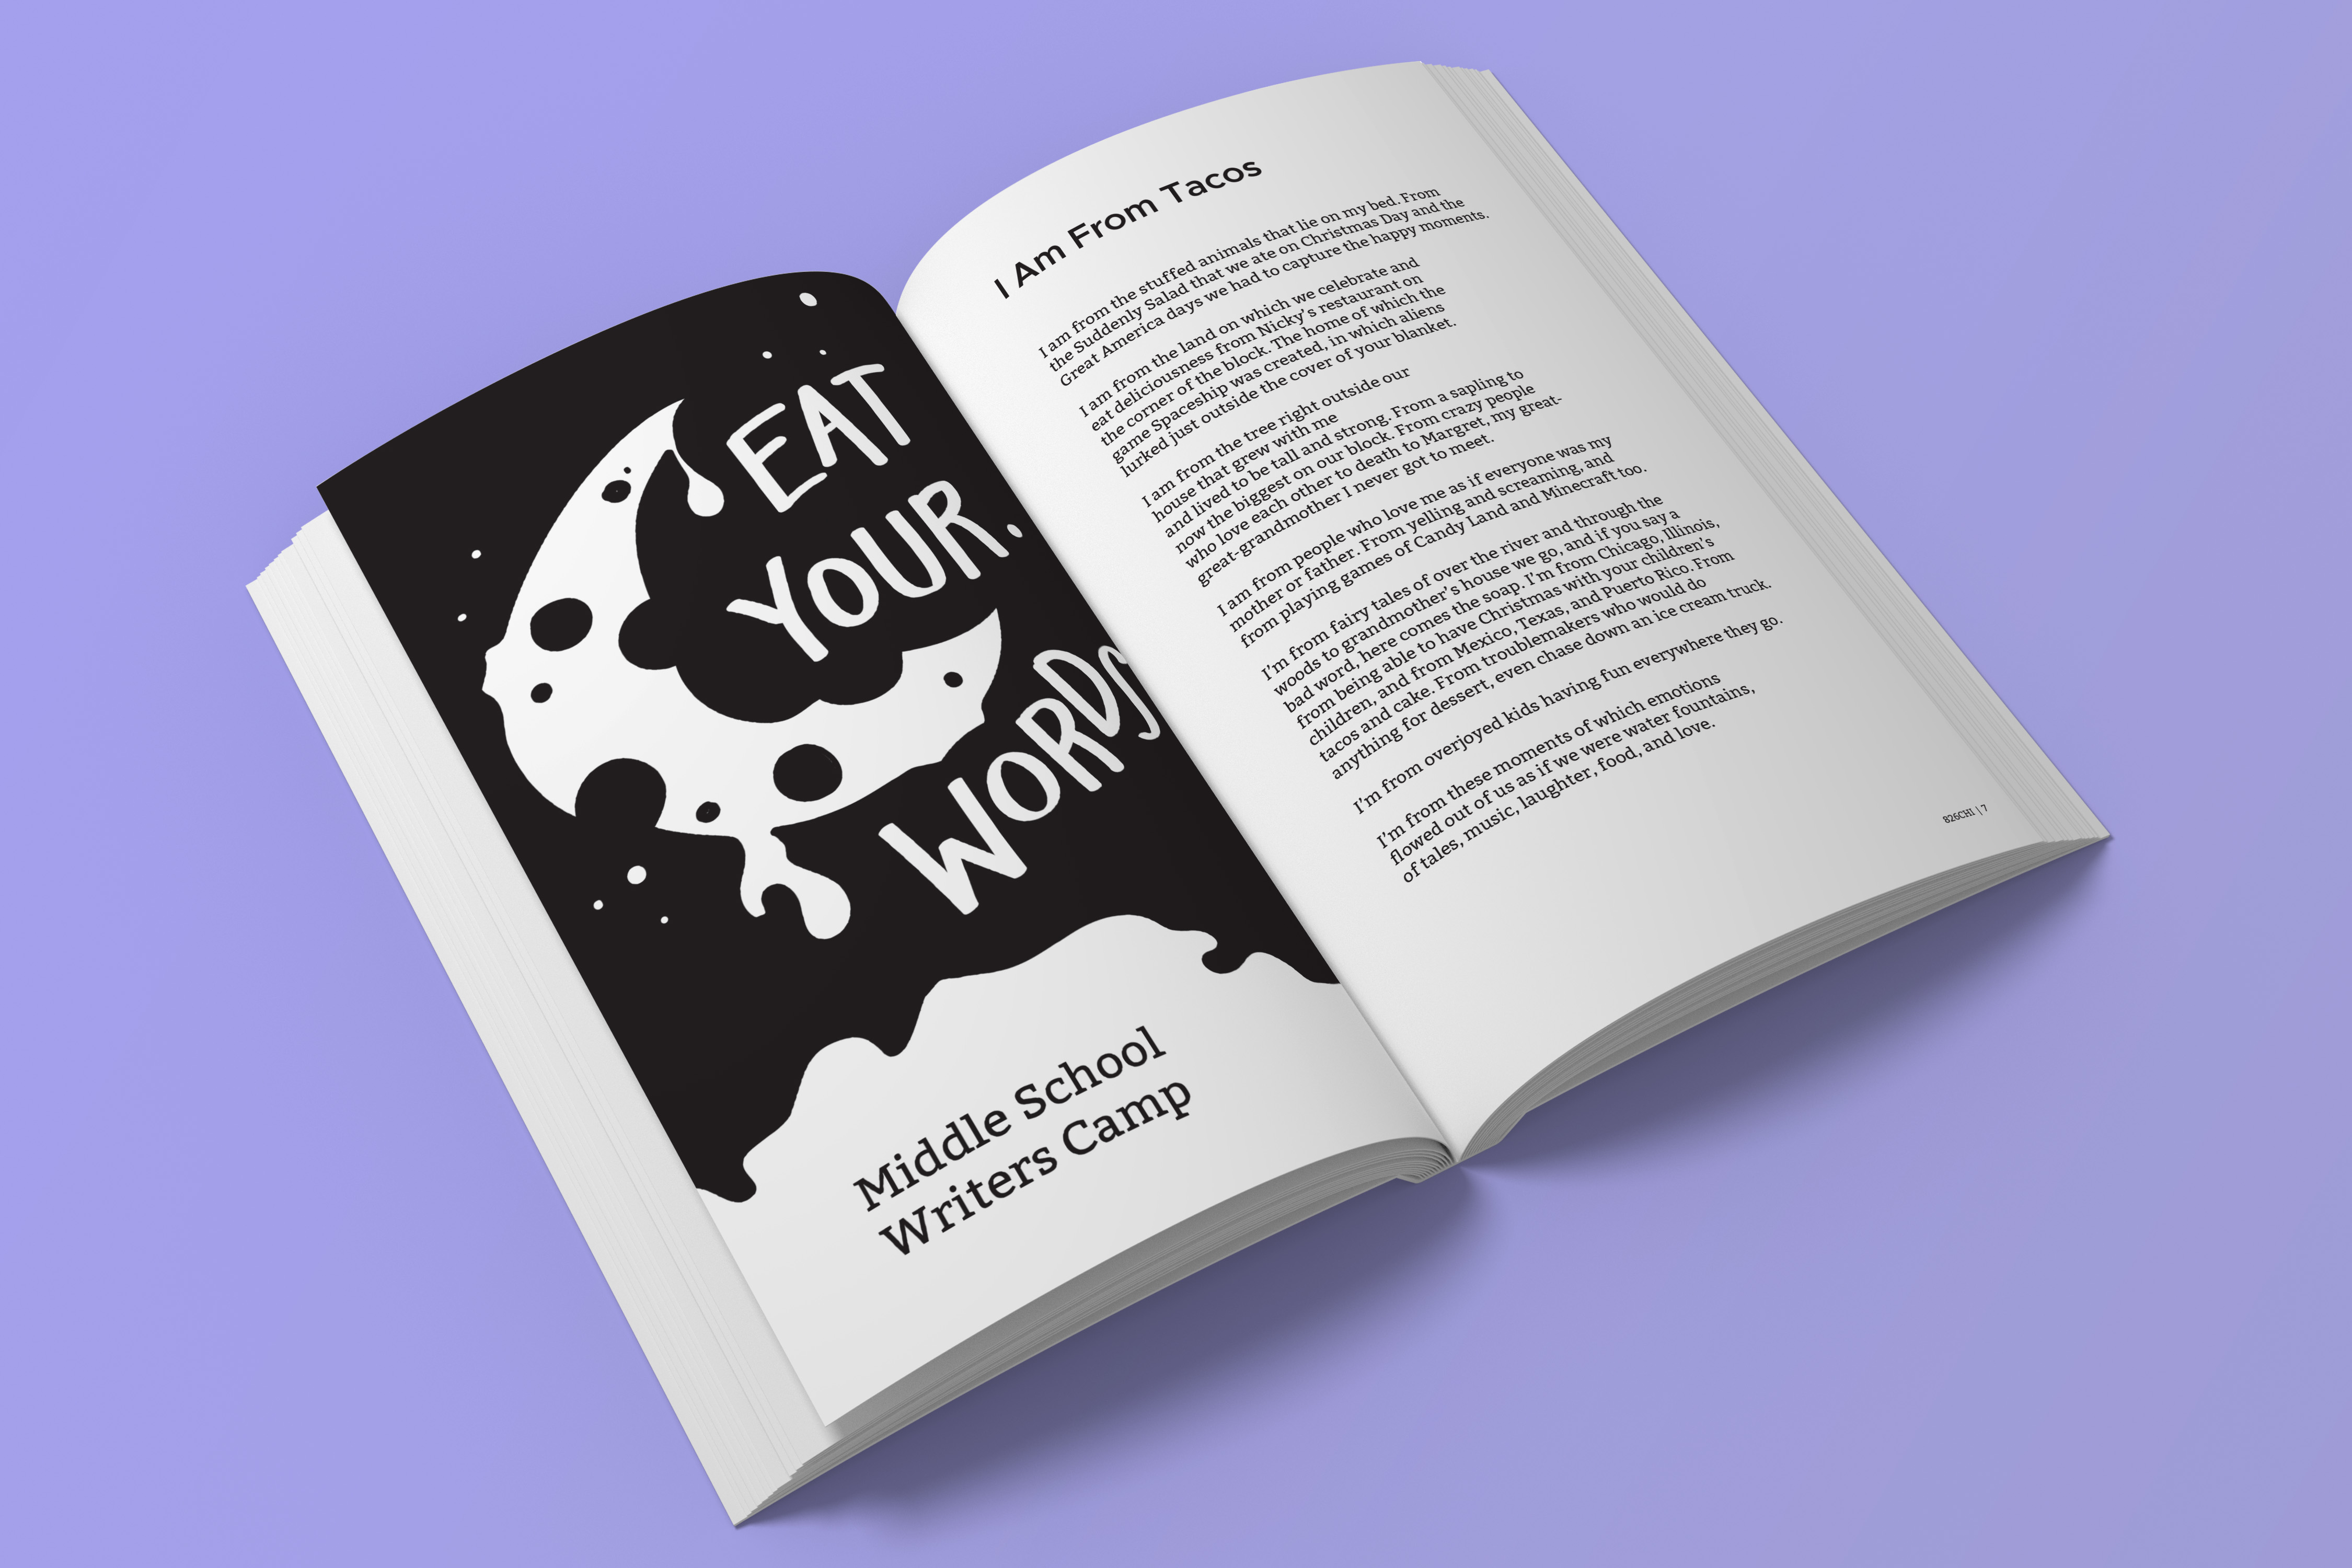 EAT
YOUR.
WORDS
Middle School
Writers Camp
I Am From Tacos
I am from the stuffed animals that lie on my bed. From
the Suddenly Salad that we ate on Christmas Day and the
Great America days we had to capture the happy moments.
I am from the land on which we celebrate and
eat deliciousness from Nicky's restaurant on
the corner of the block. The home of which the
game Spaceship was created, in which aliens
lurked just outside the cover of your blanket.
I am from the tree right outside our
house that grew with me
and lived to be tall and strong. From a sapling to
now the biggest on our block. From crazy people
who love each other to death to Margret, my great-
great-grandmother I never got to meet.
I am from people who love me as if everyone was my
mother or father. From yelling and screaming, and
from playing games of Candy Land and Minecraft too.
I'm from fairy tales of over the river and through the
woods to grandmother's house we go, and if you say a
bad word, here comes the soap. I'm from Chicago, Illinois,
from being able to have Christmas with your children's
children, and from Mexico, Texas, and Puerto Rico. From
tacos and cake. From troublemakers who would do
anything for dessert, even chase down an ice cream truck.
I'm from overjoyed kids having fun everywhere they go.
I'm from these moments of which emotions
flowed out of us as if we were water fountains,
of tales, music, laughter, food, and love.
826CHI | 7